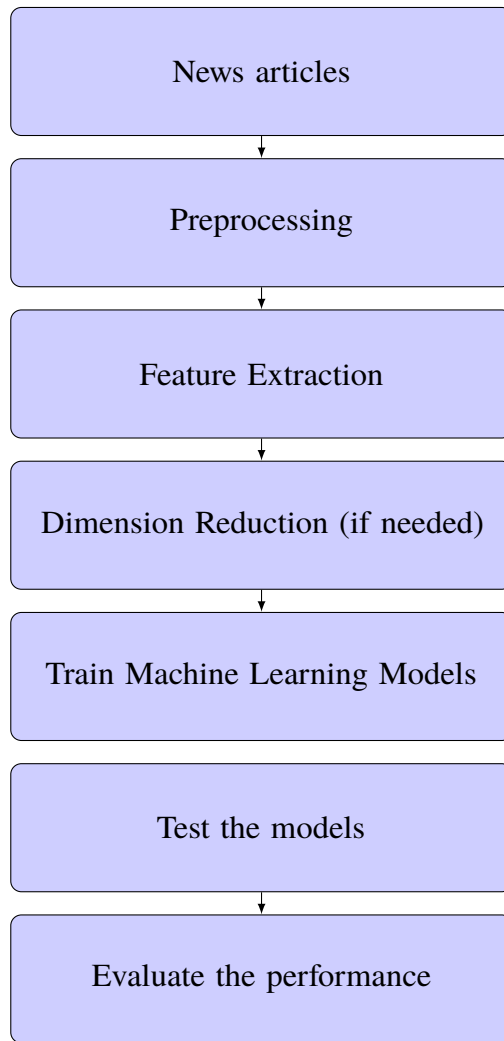 News articles
Preprocessing
Feature Extraction
Dimension Reduction (if needed)
Train Machine Learning Models
Test the models
Evaluate the performance